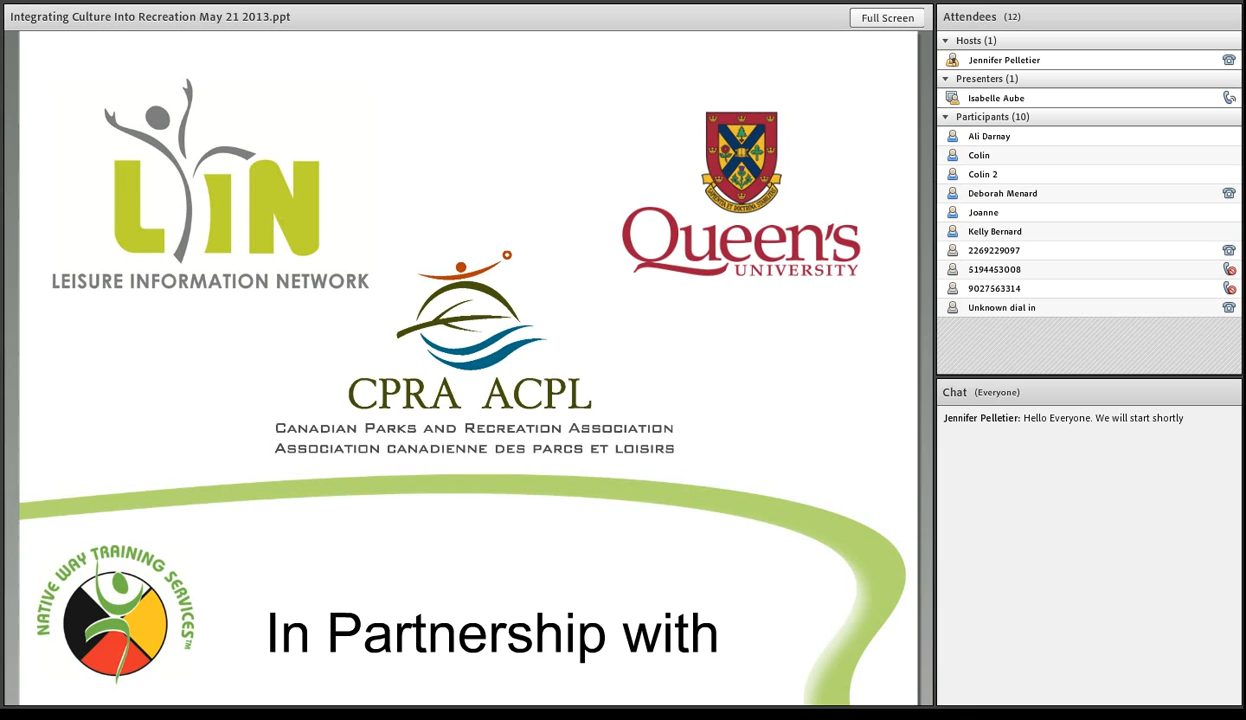 Integrating Culture Into Recreation May 21 2013.ppt
Full Screen
LIN
LEISURE INFORMATION NETWORK
Queen's
UNIVERSITY
CPRA ACPL
Canadian Parks and Recreation Association
Association canadienne des parcs et loisirs
NATIVE WAY TRAINING SERVICES™
In Partnership with
Attendees (12)
Hosts (1)
Jennifer Pelletier
Presenters (1)
Isabelle Aube
Participants (10)
Ali Darnay
Colin
Colin 2
Deborah Menard
Joanne
Kelly Bernard
2269229097
5194453008
9027563314
Unknown dial in
Chat (Everyone)
Jennifer Pelletier: Hello Everyone. We will start shortly